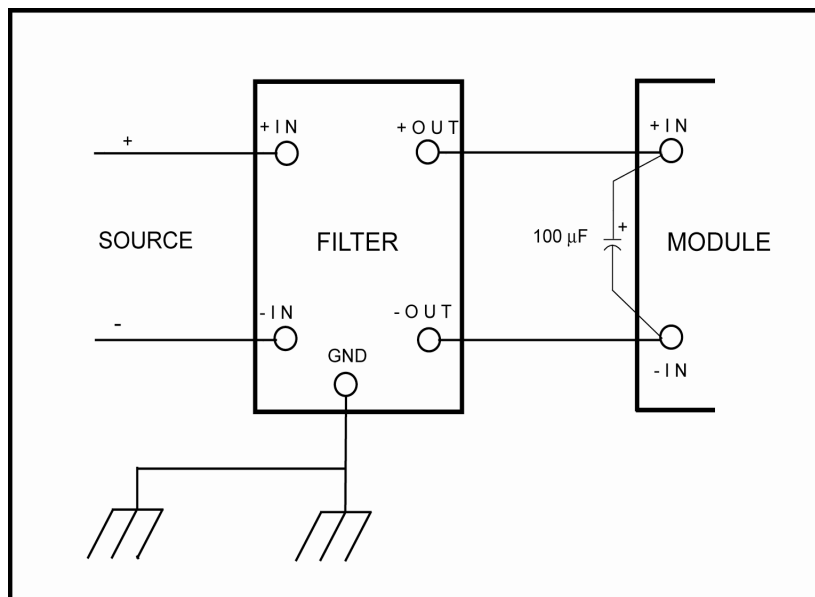 +IN
+OUT
+IN
+
SOURCE
FILTER
100 μF
+
MODULE
-IN
-OUT
-
GND
-IN